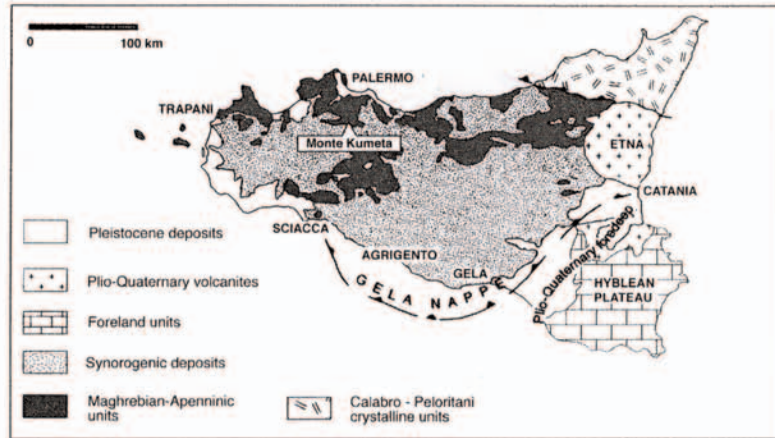 0 100 km
PALERMO
TRAPANI
Monte Kumeta
ETNA
CATANIA
SCIACCA
AGRIGENTO
GELA
GELA NAPPE
Plio-Quaternary foredeep
HYBLEAN
PLATEAU
Pleistocene deposits
Plio-Quaternary volcanites
Foreland units
Synorogenic deposits
Maghrebian-Apenninic
units
Calabro - Peloritani
crystalline units